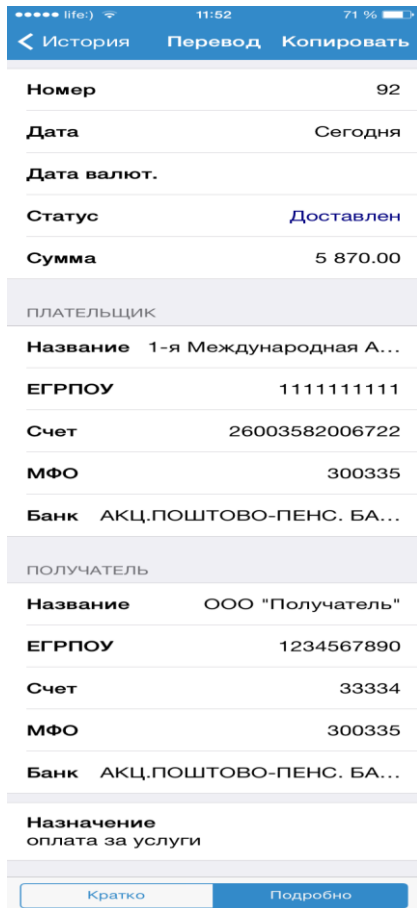 life:) 11:52 71 %
История Перевод Копировать
Номер 92
Дата Сегодня
Дата валют.
Статус Доставлен
Сумма 5 870.00
ПЛАТЕЛЬЩИК
Название 1-я Международная А...
ЕГРПОУ 1111111111
Счет 26003582006722
МФО 300335
Банк АКЦ.ПОШТОВО-ПЕНС. БА...
ПОЛУЧАТЕЛЬ
Название ООО "Получатель"
ЕГРПОУ 1234567890
Счет 33334
МФО 300335
Банк АКЦ.ПОШТОВО-ПЕНС. БА...
Назначение
оплата за услуги
Кратко Подробно